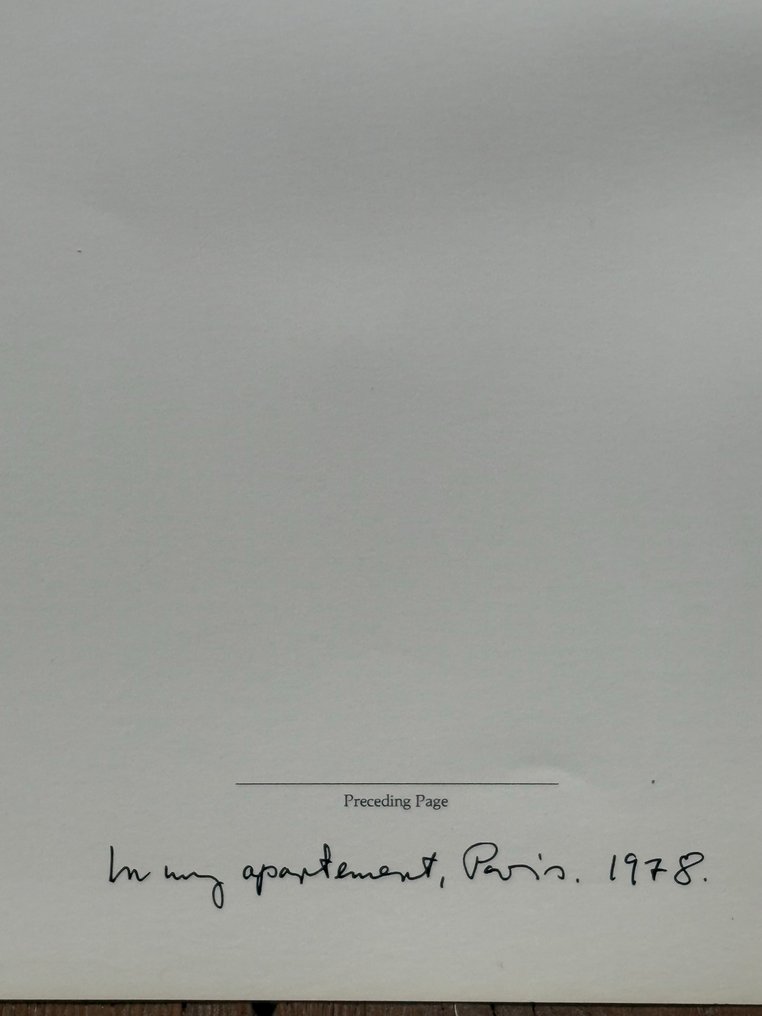 Preceding Page
In my apartement, Paris. 1978.